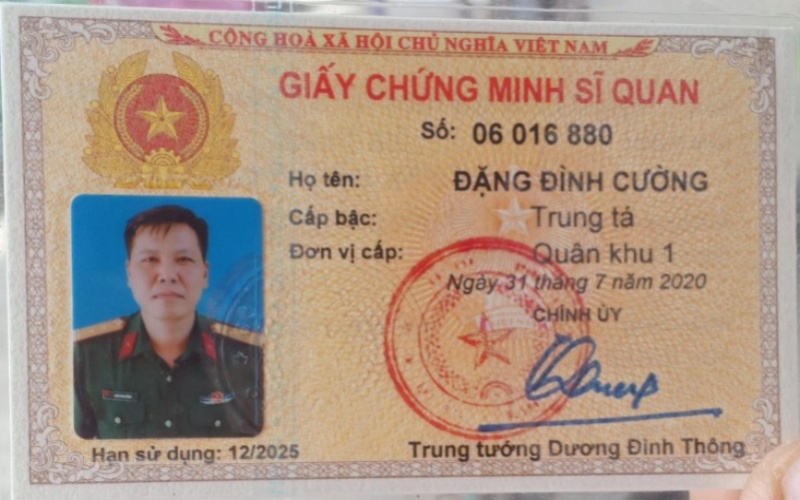 CỘNG HOÀ XÃ HỘI CHỦ NGHĨA VIỆT NAM
GIẤY CHỨNG MINH SĨ QUAN
Số: 06 016 880
Họ tên: ĐẶNG ĐÌNH CƯỜNG
Cấp bậc: Trung tá
Đơn vị cấp: Quân khu 1
Ngày 31 tháng 7 năm 2020
CHÍNH ỦY
Hạn sử dụng: 12/2025
Trung tướng Dương Đình Thông